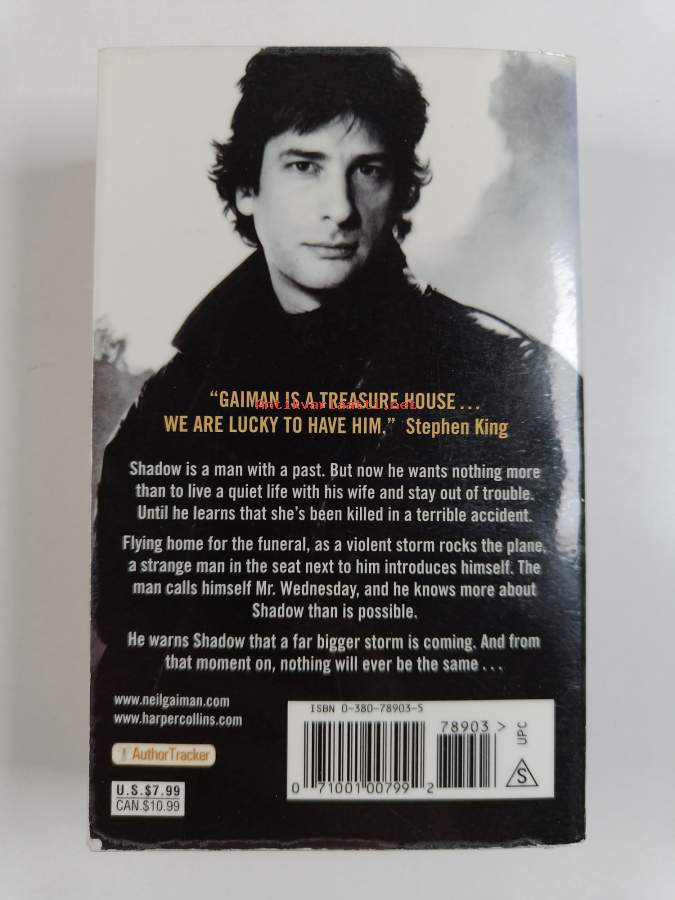 “GAIMAN IS A TREASURE HOUSE...
Antikvariaatti.net
WE ARE LUCKY TO HAVE HIM.” Stephen King
Shadow is a man with a past. But now he wants nothing more
than to live a quiet life with his wife and stay out of trouble.
Until he learns that she’s been killed in a terrible accident.
Flying home for the funeral, as a violent storm rocks the plane,
a strange man in the seat next to him introduces himself. The
man calls himself Mr. Wednesday, and he knows more about
Shadow than is possible.
He warns Shadow that a far bigger storm is coming. And from
that moment on, nothing will ever be the same...
www.neilgaiman.com
www.harpercollins.com
AuthorTracker
U.S.$7.99
CAN.$10.99
ISBN 0-380-78903-5
78903 >
UPC
S
0 71001 00799 2